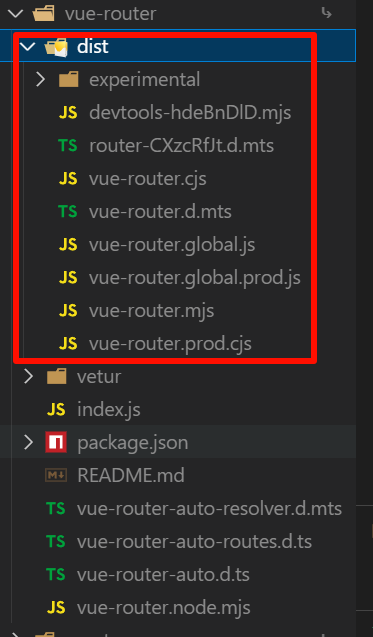 vue-router
dist
experimental
JS devtools-hdeBnDlD.mjs
TS router-CXzcRfJt.d.mts
JS vue-router.cjs
TS vue-router.d.mts
JS vue-router.global.js
JS vue-router.global.prod.js
JS vue-router.mjs
JS vue-router.prod.cjs
vetur
JS index.js
package.json
README.md
TS vue-router-auto-resolver.d.mts
TS vue-router-auto-routes.d.ts
TS vue-router-auto.d.ts
JS vue-router.node.mjs